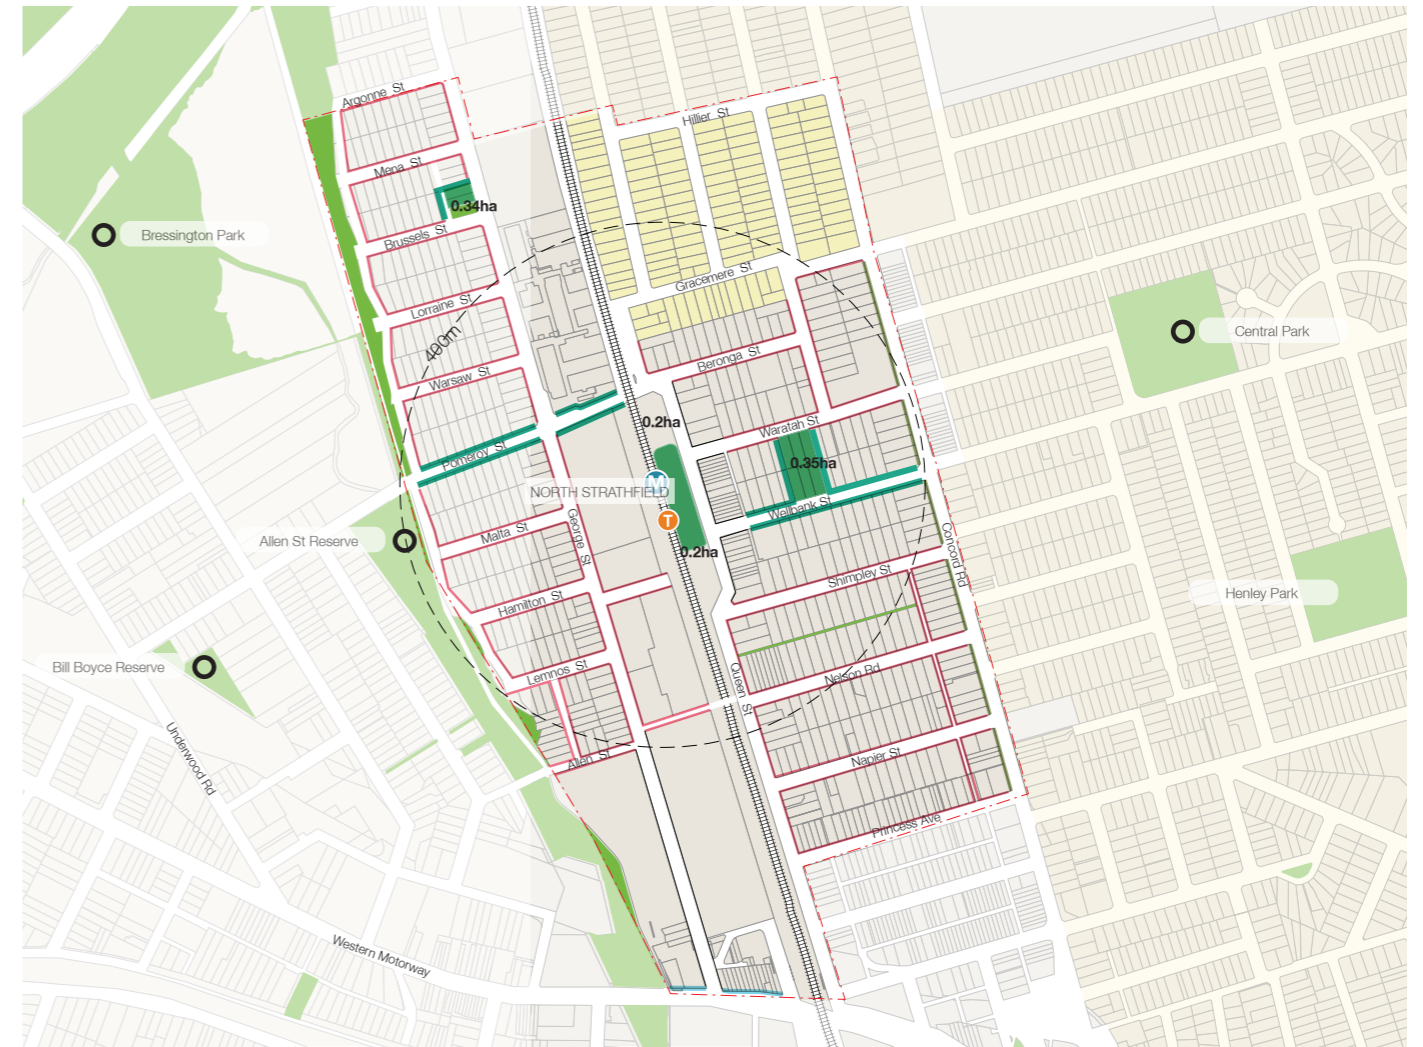 Argonne St
Hillier St
Mena St
0.34ha
Bressington Park
Brussels St
Gracemere St
Lorraine St
400m
Central Park
Beronga St
Warsaw St
0.2ha
Waratah St
Pomeroy St
0.35ha
M
NORTH STRATHFIELD
T
Wellbank St
George St
Malta St
Allen St Reserve
0.2ha
Concord Rd
Shimpley St
Henley Park
Hamilton St
Bill Boyce Reserve
Lemnos St
Nelson Rd
Queen St
Underwood Rd
Allen St
Napier St
Princess Ave
Western Motorway